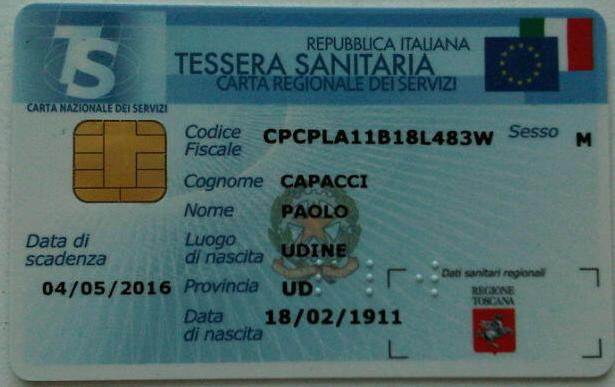 TS
CARTA NAZIONALE DEI SERVIZI
REPUBBLICA ITALIANA
TESSERA SANITARIA
CARTA REGIONALE DEI SERVIZI
Codice Fiscale CPCPLA11B18L483W Sesso M
Cognome CAPACCI
Nome PAOLO
Luogo di nascita UDINE
Data di scadenza 04/05/2016
Provincia UD
Data di nascita 18/02/1911
Dati sanitari regionali
REGIONE
TOSCANA